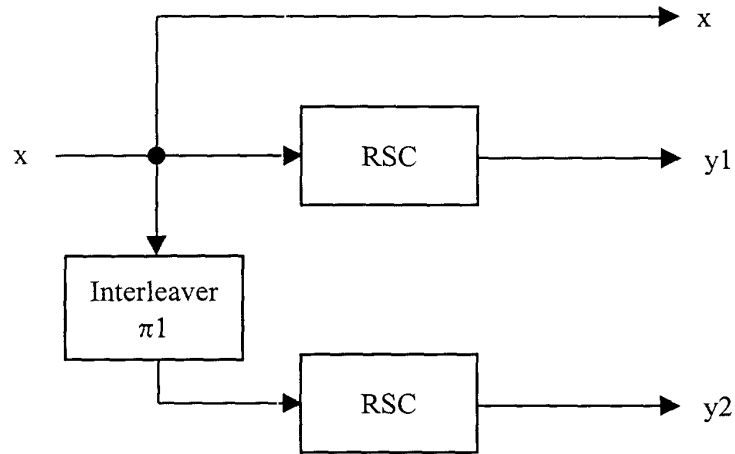 x
x
RSC
y1
Interleaver
π1
RSC
y2